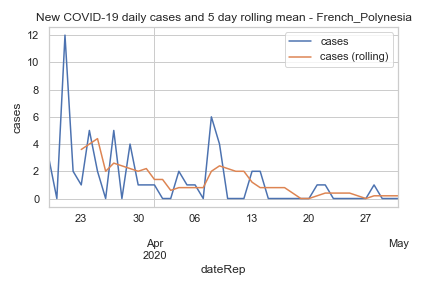 New COVID-19 daily cases and 5 day rolling mean - French_Polynesia
cases
cases (rolling)
cases
12
10
8
6
4
2
0
23
30
06
13
20
27
Apr
2020
May
dateRep